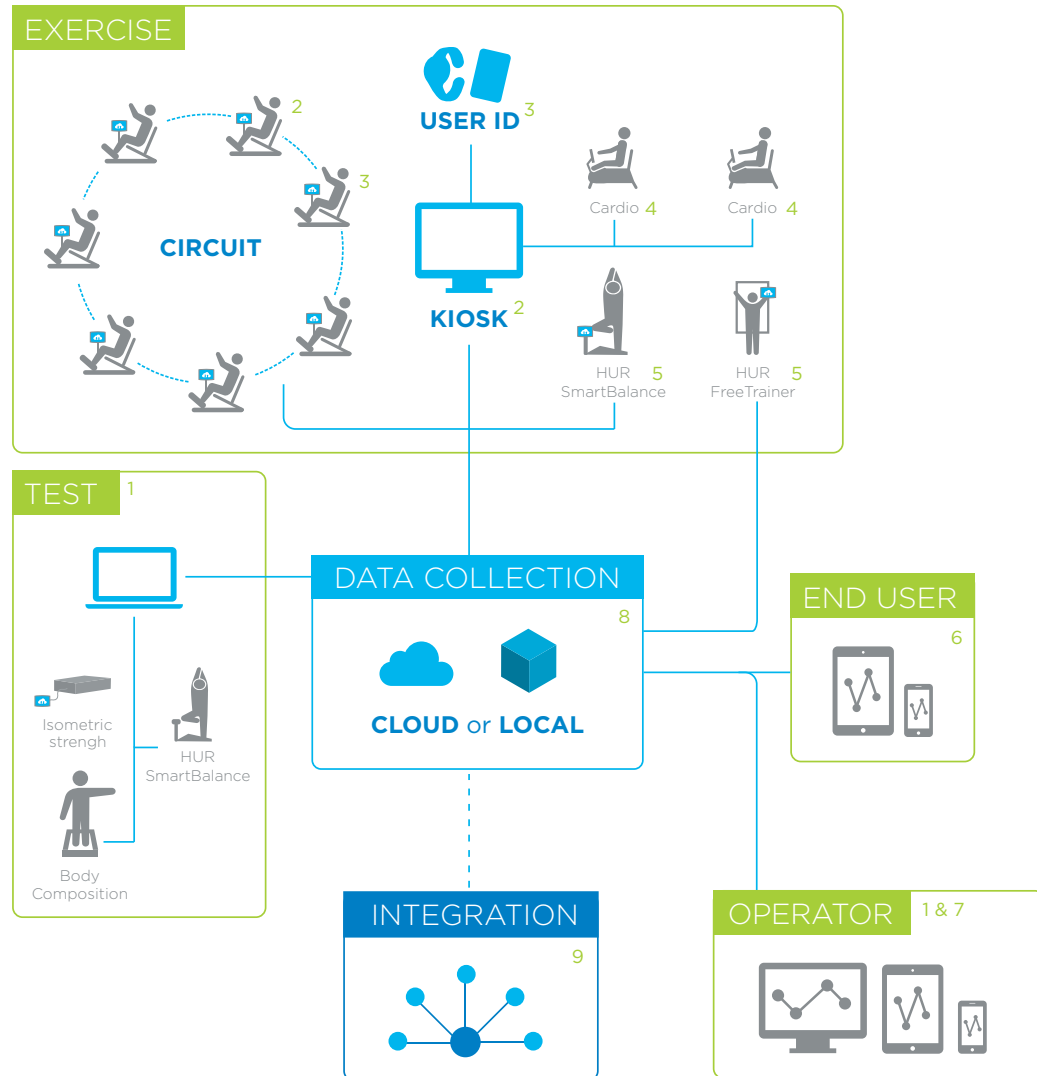 EXERCISE
USER ID 3
2
3
Cardio 4
Cardio 4
CIRCUIT
KIOSK 2
HUR 5
SmartBalance
HUR 5
FreeTrainer
TEST 1
DATA COLLECTION
8
CLOUD or LOCAL
END USER
6
Isometric
strengh
HUR
SmartBalance
Body
Composition
INTEGRATION
9
OPERATOR 1 & 7